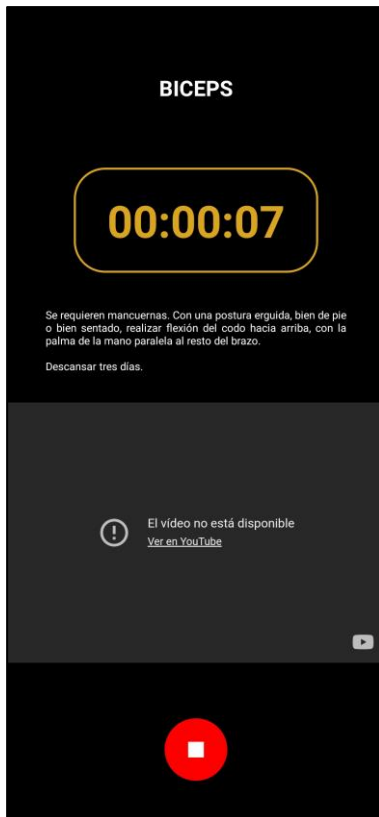 BICEPS
00:00:07
Se requieren mancuernas. Con una postura erguida, bien de pie
o bien sentado, realizar flexión del codo hacia arriba, con la
palma de la mano paralela al resto del brazo.
Descansar tres días.
El vídeo no está disponible
Ver en YouTube